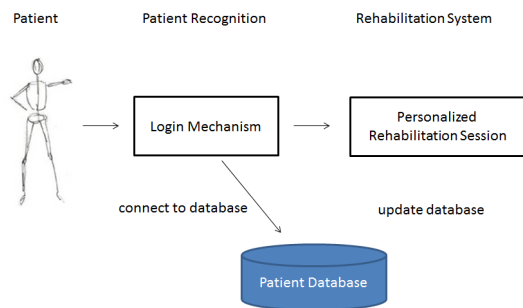 Patient
Patient Recognition
Rehabilitation System
Login Mechanism
Personalized
Rehabilitation Session
connect to database
update database
Patient Database